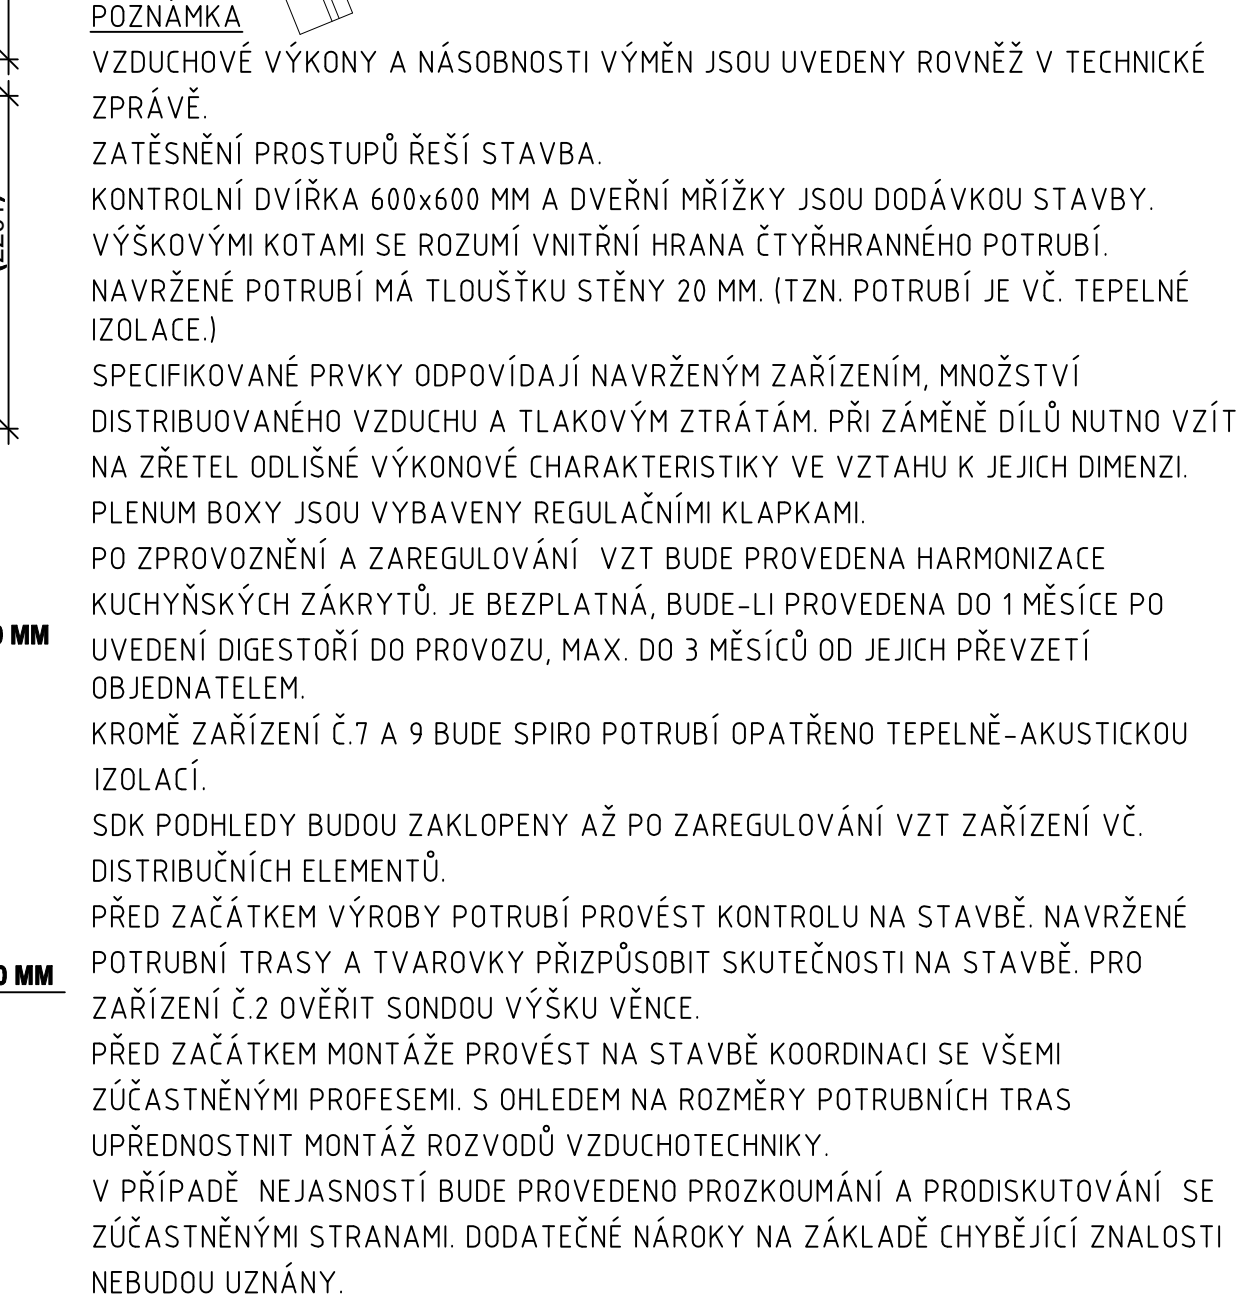 POZNÁMKA
VZDUCHOVÉ VÝKONY A NÁSOBNOSTI VÝMĚN JSOU UVEDENY ROVNĚŽ V TECHNICKÉ
ZPRÁVĚ.
ZATĚSNĚNÍ PROSTUPŮ ŘEŠÍ STAVBA.
KONTROLNÍ DVÍŘKA 600x600 MM A DVEŘNÍ MŘÍŽKY JSOU DODÁVKOU STAVBY.
VÝŠKOVÝMI KOTAMI SE ROZUMÍ VNITŘNÍ HRANA ČTYŘHRANNÉHO POTRUBÍ.
NAVRŽENÉ POTRUBÍ MÁ TLOUŠŤKU STĚNY 20 MM. (TZN. POTRUBÍ JE VČ. TEPELNÉ
IZOLACE.)
SPECIFIKOVANÉ PRVKY ODPOVÍDAJÍ NAVRŽENÝM ZAŘÍZENÍM, MNOŽSTVÍ
DISTRIBUOVANÉHO VZDUCHU A TLAKOVÝM ZTRÁTÁM. PŘI ZÁMĚNĚ DÍLŮ NUTNO VZÍT
NA ZŘETEL ODLIŠNÉ VÝKONOVÉ CHARAKTERISTIKY VE VZTAHU K JEJICH DIMENZI.
PLENUM BOXY JSOU VYBAVENY REGULAČNÍMI KLAPKAMI.
PO ZPROVOZNĚNÍ A ZAREGULOVÁNÍ  VZT BUDE PROVEDENA HARMONIZACE
KUCHYŇSKÝCH ZÁKRYTŮ. JE BEZPLATNÁ, BUDE-LI PROVEDENA DO 1 MĚSÍCE PO
UVEDENÍ DIGESTOŘÍ DO PROVOZU, MAX. DO 3 MĚSÍCŮ OD JEJICH PŘEVZETÍ
OBJEDNATELEM.
KROMĚ ZAŘÍZENÍ Č.7 A 9 BUDE SPIRO POTRUBÍ OPATŘENO TEPELNĚ-AKUSTICKOU
IZOLACÍ.
SDK PODHLEDY BUDOU ZAKLOPENY AŽ PO ZAREGULOVÁNÍ VZT ZAŘÍZENÍ VČ.
DISTRIBUČNÍCH ELEMENTŮ.
PŘED ZAČÁTKEM VÝROBY POTRUBÍ PROVÉST KONTROLU NA STAVBĚ. NAVRŽENÉ
POTRUBNÍ TRASY A TVAROVKY PŘIZPŮSOBIT SKUTEČNOSTI NA STAVBĚ. PRO
ZAŘÍZENÍ Č.2 OVĚŘIT SONDOU VÝŠKU VĚNCE.
PŘED ZAČÁTKEM MONTÁŽE PROVÉST NA STAVBĚ KOORDINACI SE VŠEMI
ZÚČASTNĚNÝMI PROFESEMI. S OHLEDEM NA ROZMĚRY POTRUBNÍCH TRAS
UPŘEDNOSTNIT MONTÁŽ ROZVODŮ VZDUCHOTECHNIKY.
V PŘÍPADĚ  NEJASNOSTÍ BUDE PROVEDENO PROZKOUMÁNÍ A PRODISKUTOVÁNÍ  SE
ZÚČASTNĚNÝMI STRANAMI. DODATEČNÉ NÁROKY NA ZÁKLADĚ CHYBĚJÍCÍ ZNALOSTI
NEBUDOU UZNÁNY.
MM
MM